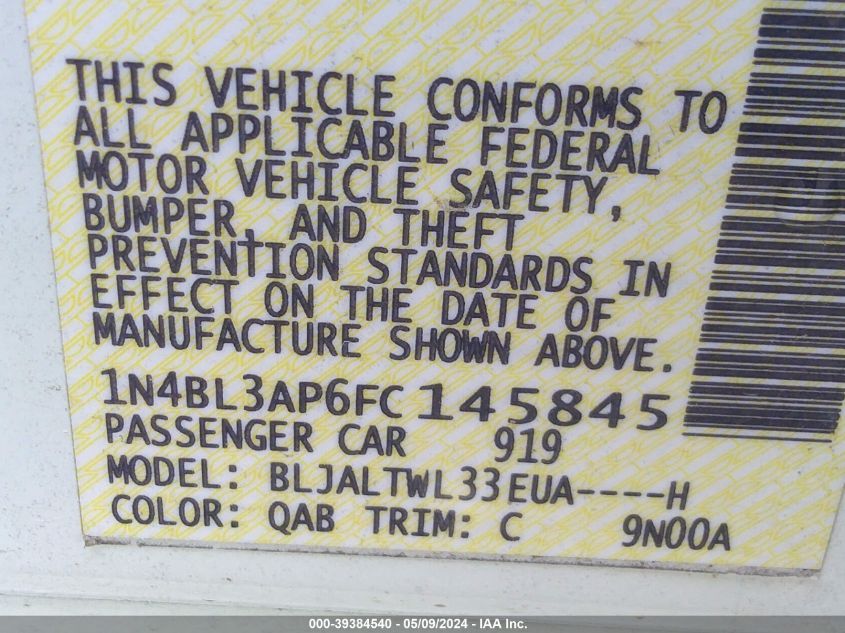 THIS VEHICLE CONFORMS TO
ALL APPLICABLE FEDERAL
MOTOR VEHICLE SAFETY,
BUMPER, AND THEFT
PREVENTION STANDARDS IN
EFFECT ON THE DATE OF
MANUFACTURE SHOWN ABOVE.
1N4BL3AP6FC145845
PASSENGER CAR 919
MODEL: BLJALTWL33EUA----H
COLOR: QAB TRIM: C 9N00A
000-39384540 - 05/09/2024 - IAA Inc.